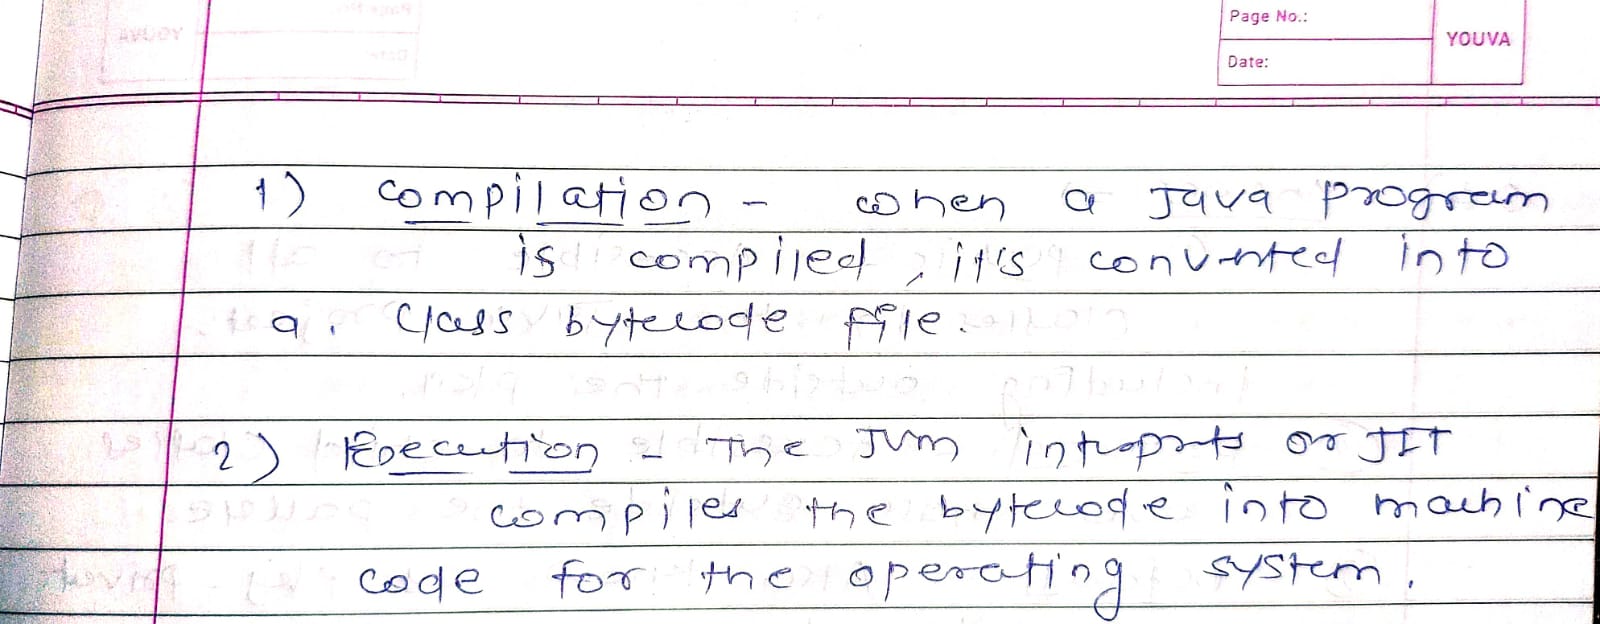 Page No.:
YOUVA
Date:
1) compilation - when a Java program
is compiled, it's converted into
a . Class bytecode file.
2) Execution - The JVM interprets or JIT
compiles the bytecode into machine
code for the operating system.